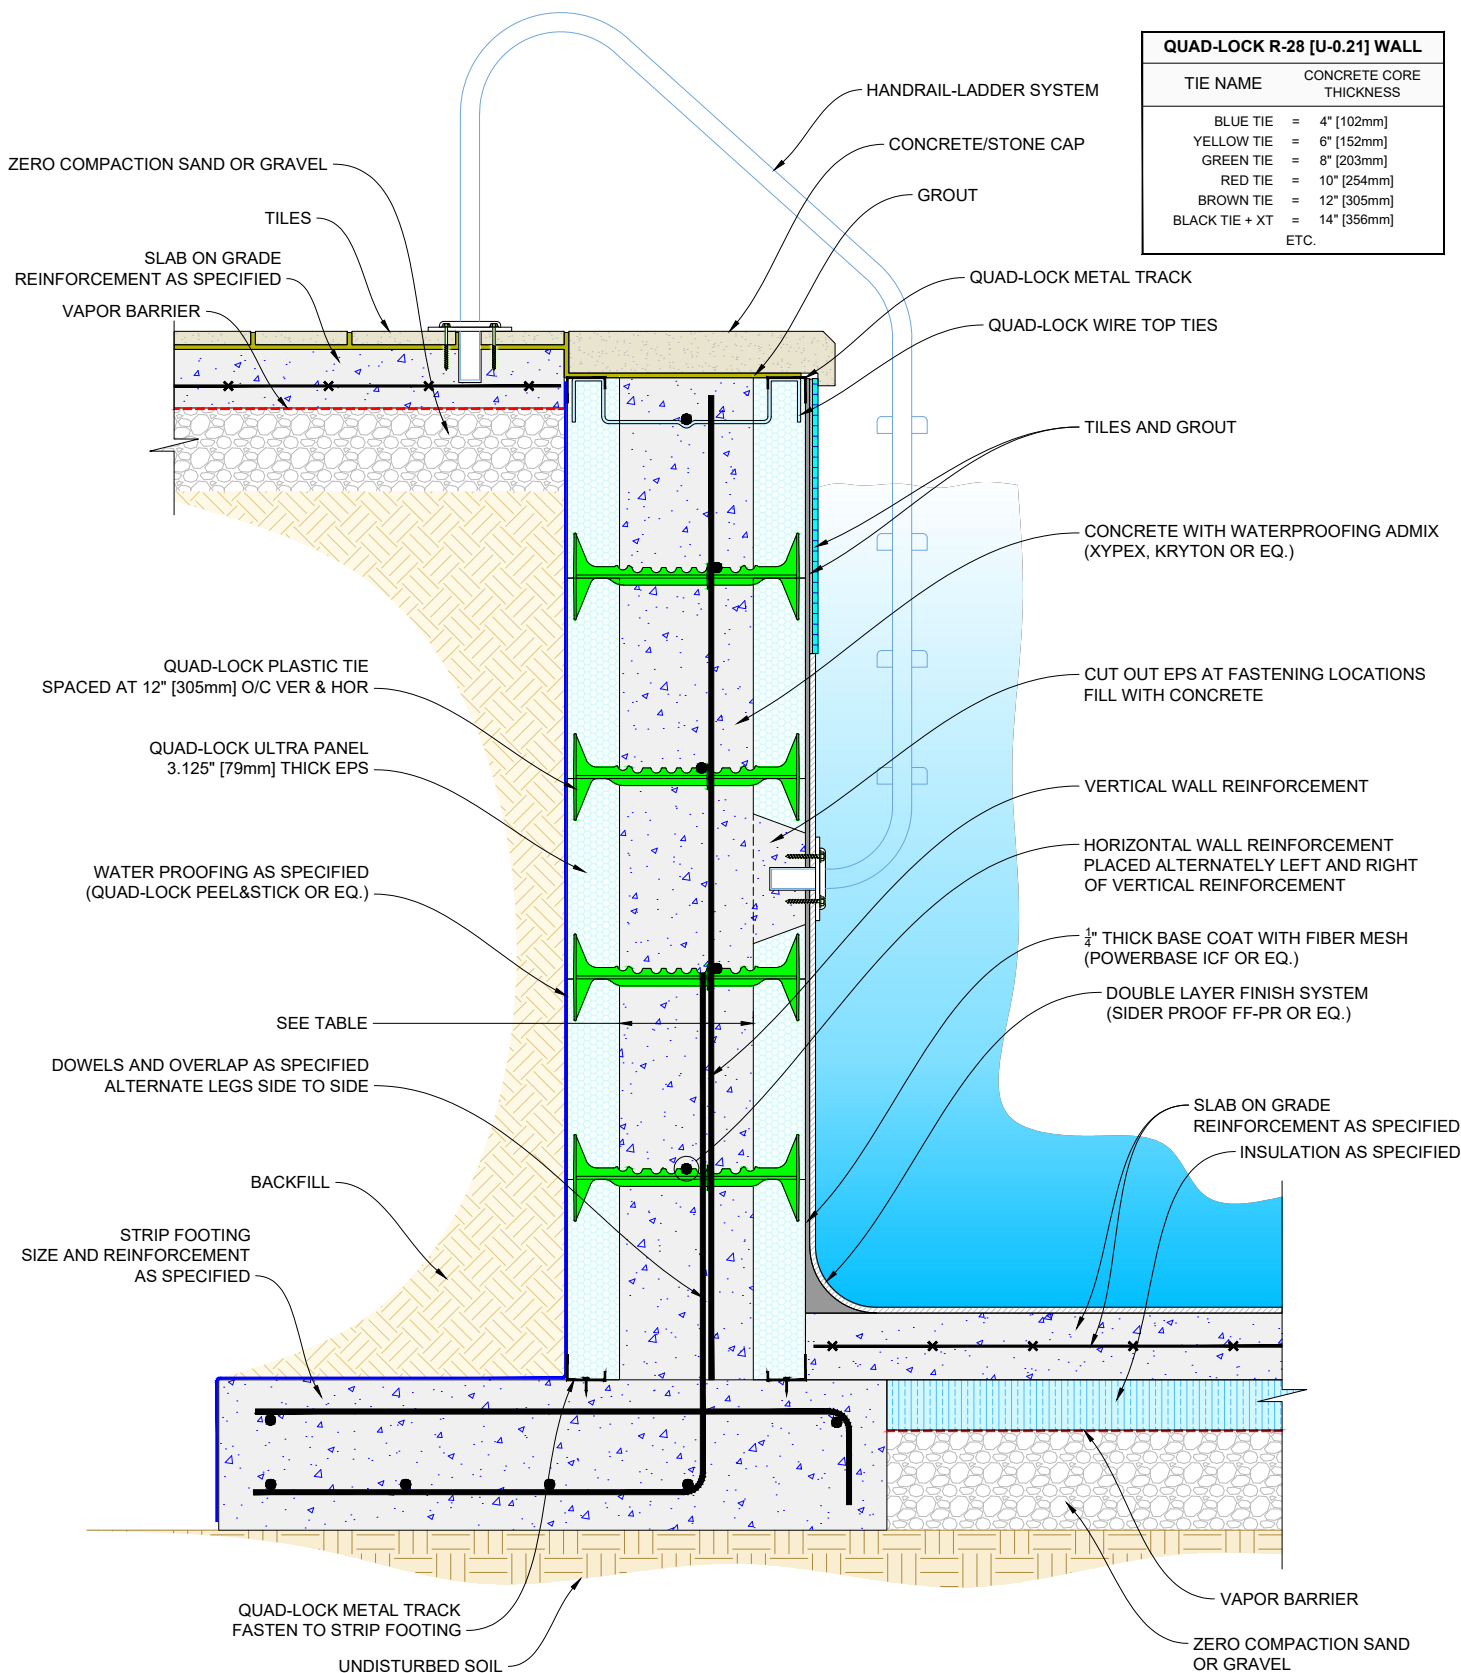 QUAD-LOCK R-28 [U-0.21] WALL
TIE NAME
CONCRETE CORE
THICKNESS
BLUE TIE = 4" [102mm]
YELLOW TIE = 6" [152mm]
GREEN TIE = 8" [203mm]
RED TIE = 10" [254mm]
BROWN TIE = 12" [305mm]
BLACK TIE + XT = 14" [356mm]
ETC.
ZERO COMPACTION SAND OR GRAVEL
TILES
SLAB ON GRADE
REINFORCEMENT AS SPECIFIED
VAPOR BARRIER
QUAD-LOCK PLASTIC TIE
SPACED AT 12" [305mm] O/C VER & HOR
QUAD-LOCK ULTRA PANEL
3.125" [79mm] THICK EPS
WATER PROOFING AS SPECIFIED
(QUAD-LOCK PEEL&STICK OR EQ.)
SEE TABLE
DOWELS AND OVERLAP AS SPECIFIED
ALTERNATE LEGS SIDE TO SIDE
BACKFILL
STRIP FOOTING
SIZE AND REINFORCEMENT
AS SPECIFIED
QUAD-LOCK METAL TRACK
FASTEN TO STRIP FOOTING
UNDISTURBED SOIL
HANDRAIL-LADDER SYSTEM
CONCRETE/STONE CAP
GROUT
QUAD-LOCK METAL TRACK
QUAD-LOCK WIRE TOP TIES
TILES AND GROUT
CONCRETE WITH WATERPROOFING ADMIX
(XYPEX, KRYTON OR EQ.)
CUT OUT EPS AT FASTENING LOCATIONS
FILL WITH CONCRETE
VERTICAL WALL REINFORCEMENT
HORIZONTAL WALL REINFORCEMENT
PLACED ALTERNATELY LEFT AND RIGHT
OF VERTICAL REINFORCEMENT
1/4" THICK BASE COAT WITH FIBER MESH
(POWERBASE ICF OR EQ.)
DOUBLE LAYER FINISH SYSTEM
(SIDER PROOF FF-PR OR EQ.)
SLAB ON GRADE
REINFORCEMENT AS SPECIFIED
INSULATION AS SPECIFIED
VAPOR BARRIER
ZERO COMPACTION SAND
OR GRAVEL